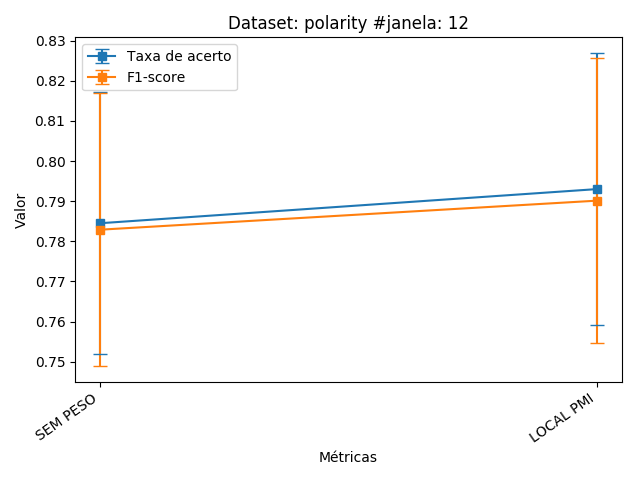 Dataset: polarity #janela: 12
Taxa de acerto
F1-score
0.83
0.82
0.81
0.80
0.79
0.78
0.77
0.76
0.75
Valor
SEM PESO
LOCAL PMI
Métricas